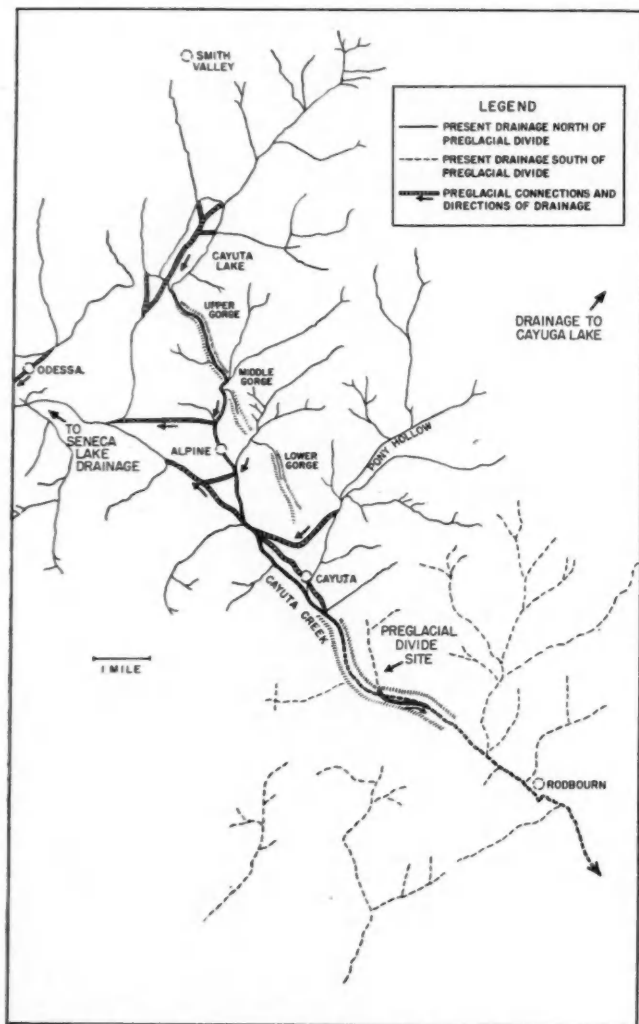 SMITH
VALLEY
LEGEND
PRESENT DRAINAGE NORTH OF
PREGLACIAL DIVIDE
PRESENT DRAINAGE SOUTH OF
PREGLACIAL DIVIDE
PREGLACIAL CONNECTIONS AND
DIRECTIONS OF DRAINAGE
CAYUTA
LAKE
UPPER
GORGE
DRAINAGE TO
CAYUGA LAKE
ODESSA.
MIDDLE
GORGE
TO
SENECA
LAKE
DRAINAGE
ALPINE
LOWER
GORGE
PONY HOLLOW
CAYUTA
CAYUTA CREEK
PREGLACIAL
DIVIDE
SITE
1 MILE
RODBOURN